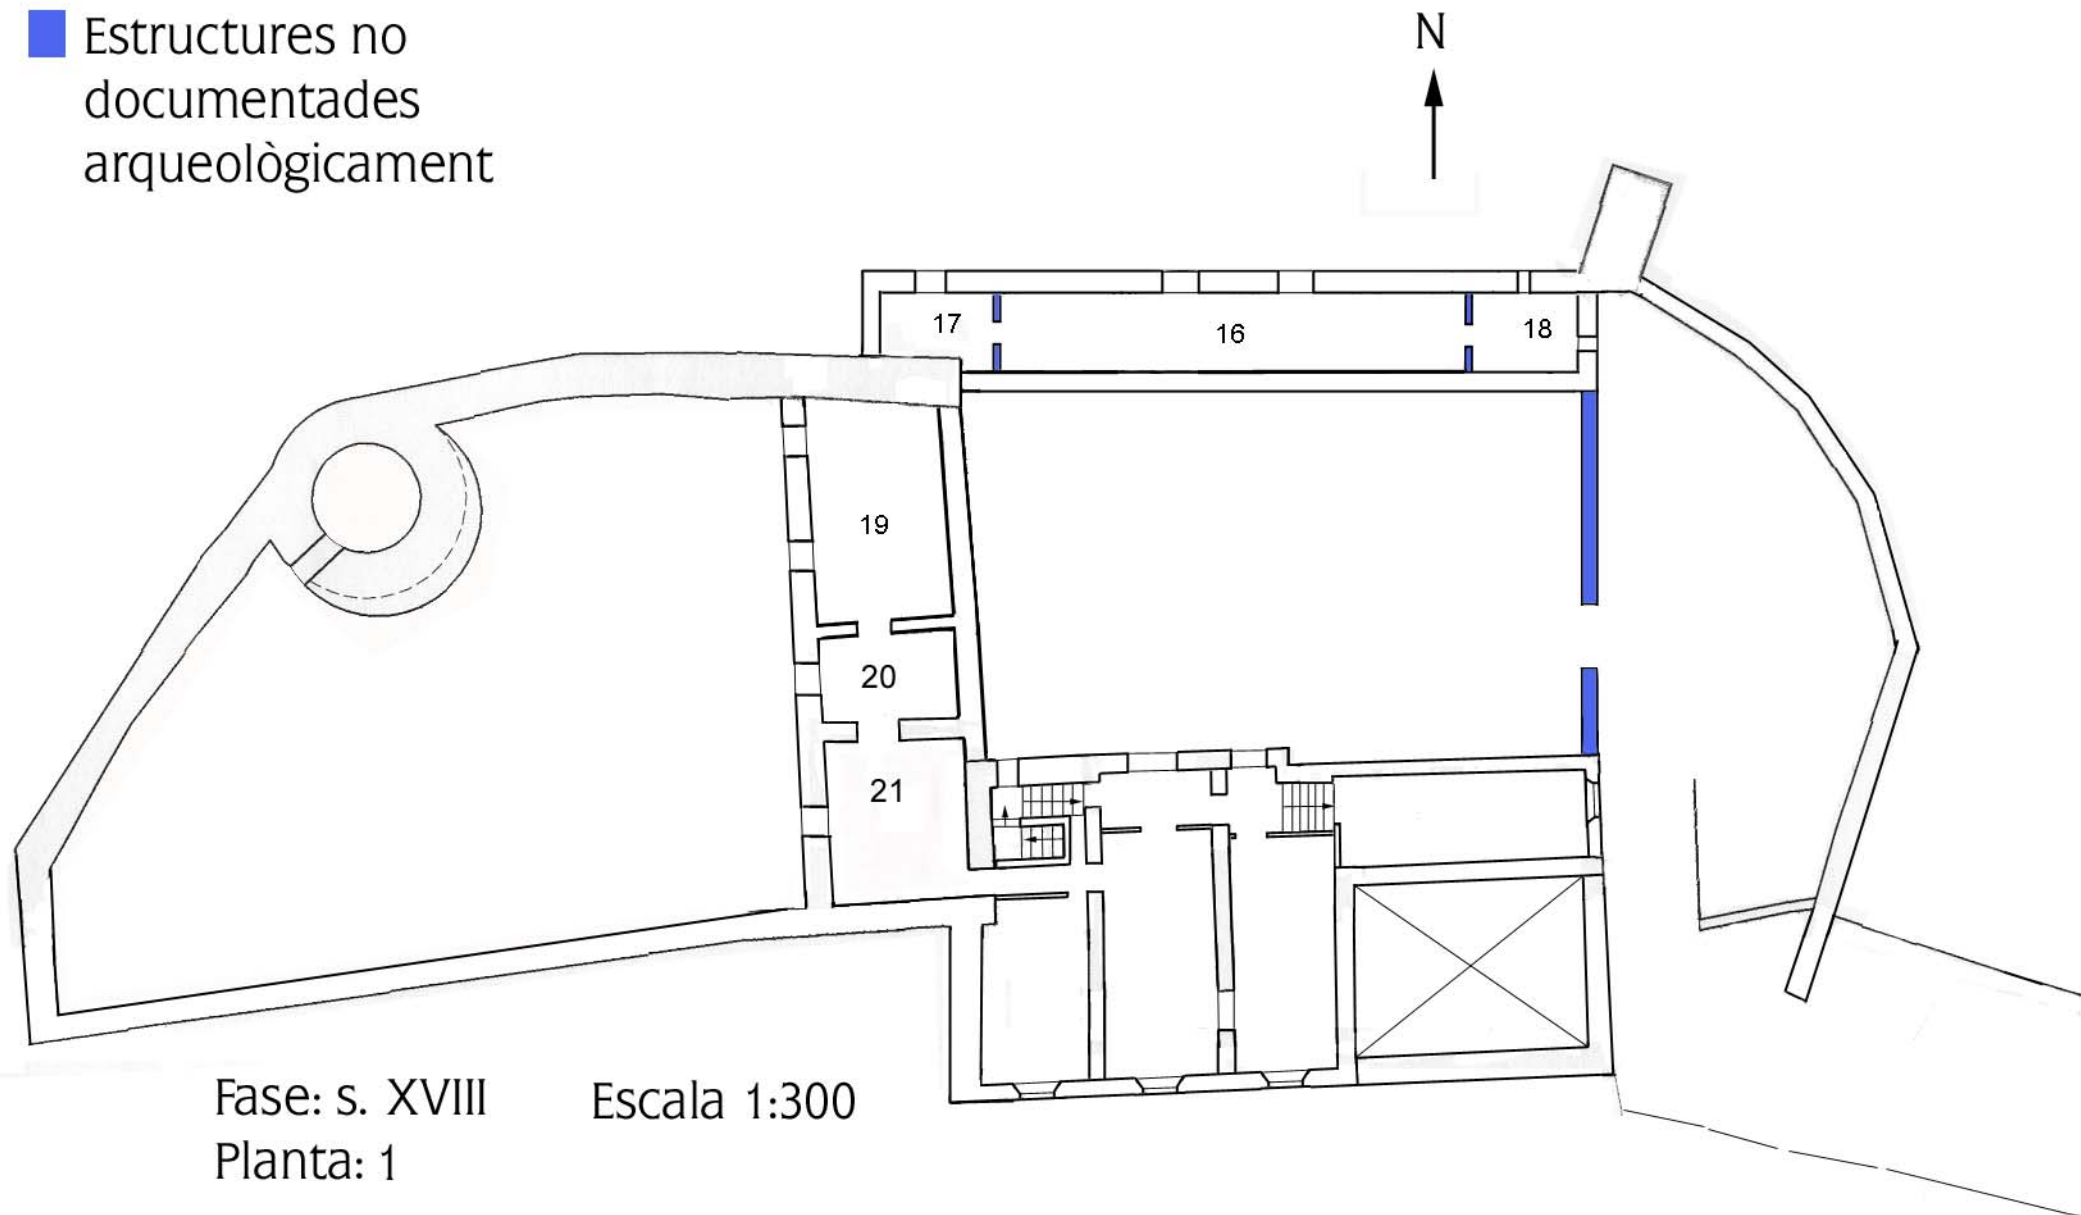 Estructures no
documentades
arqueològicament
N
17
16
18
19
20
21
Fase: s. XVIII
Escala 1:300
Planta: 1